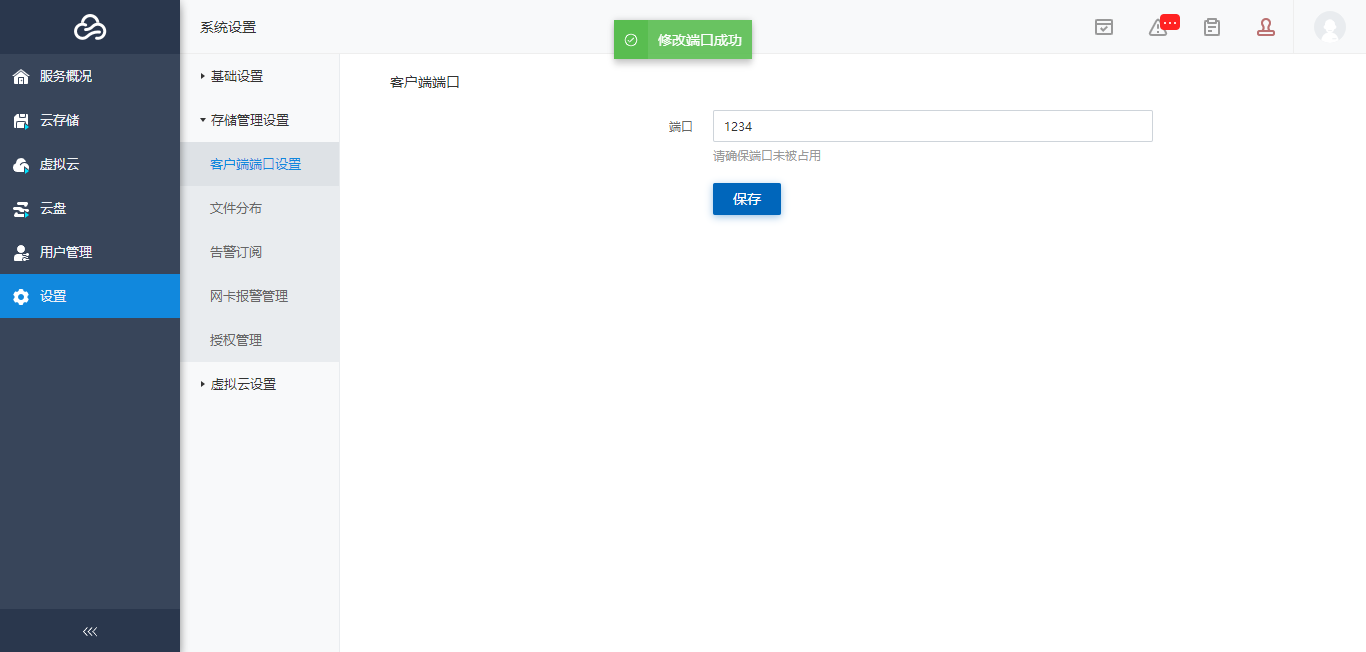 系统设置
修改端口成功
服务概况
云存储
虚拟云
云盘
用户管理
设置
基础设置
存储管理设置
客户端端口设置
文件分布
告警订阅
网卡报警管理
授权管理
虚拟云设置
客户端端口
端口
1234
请确保端口未被占用
保存